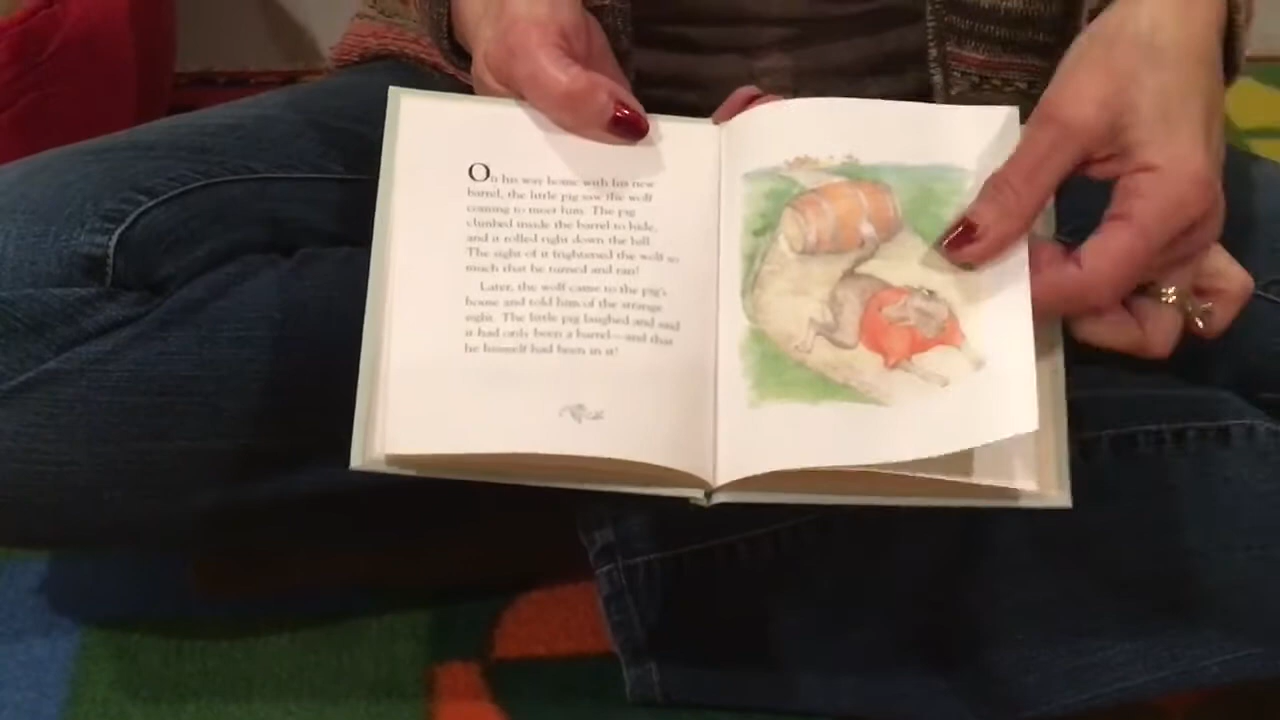 On his way home with his new
barrel, the little pig saw the wolf
coming to meet him. The pig
climbed inside the barrel to hide,
and it rolled right down the hill.
The sight of it frightened the wolf so
much that he turned and ran!
Later, the wolf came to the pig's
house and told him of the strange
sight. The little pig laughed and said
it had only been a barrel—and that
he himself had been in it!